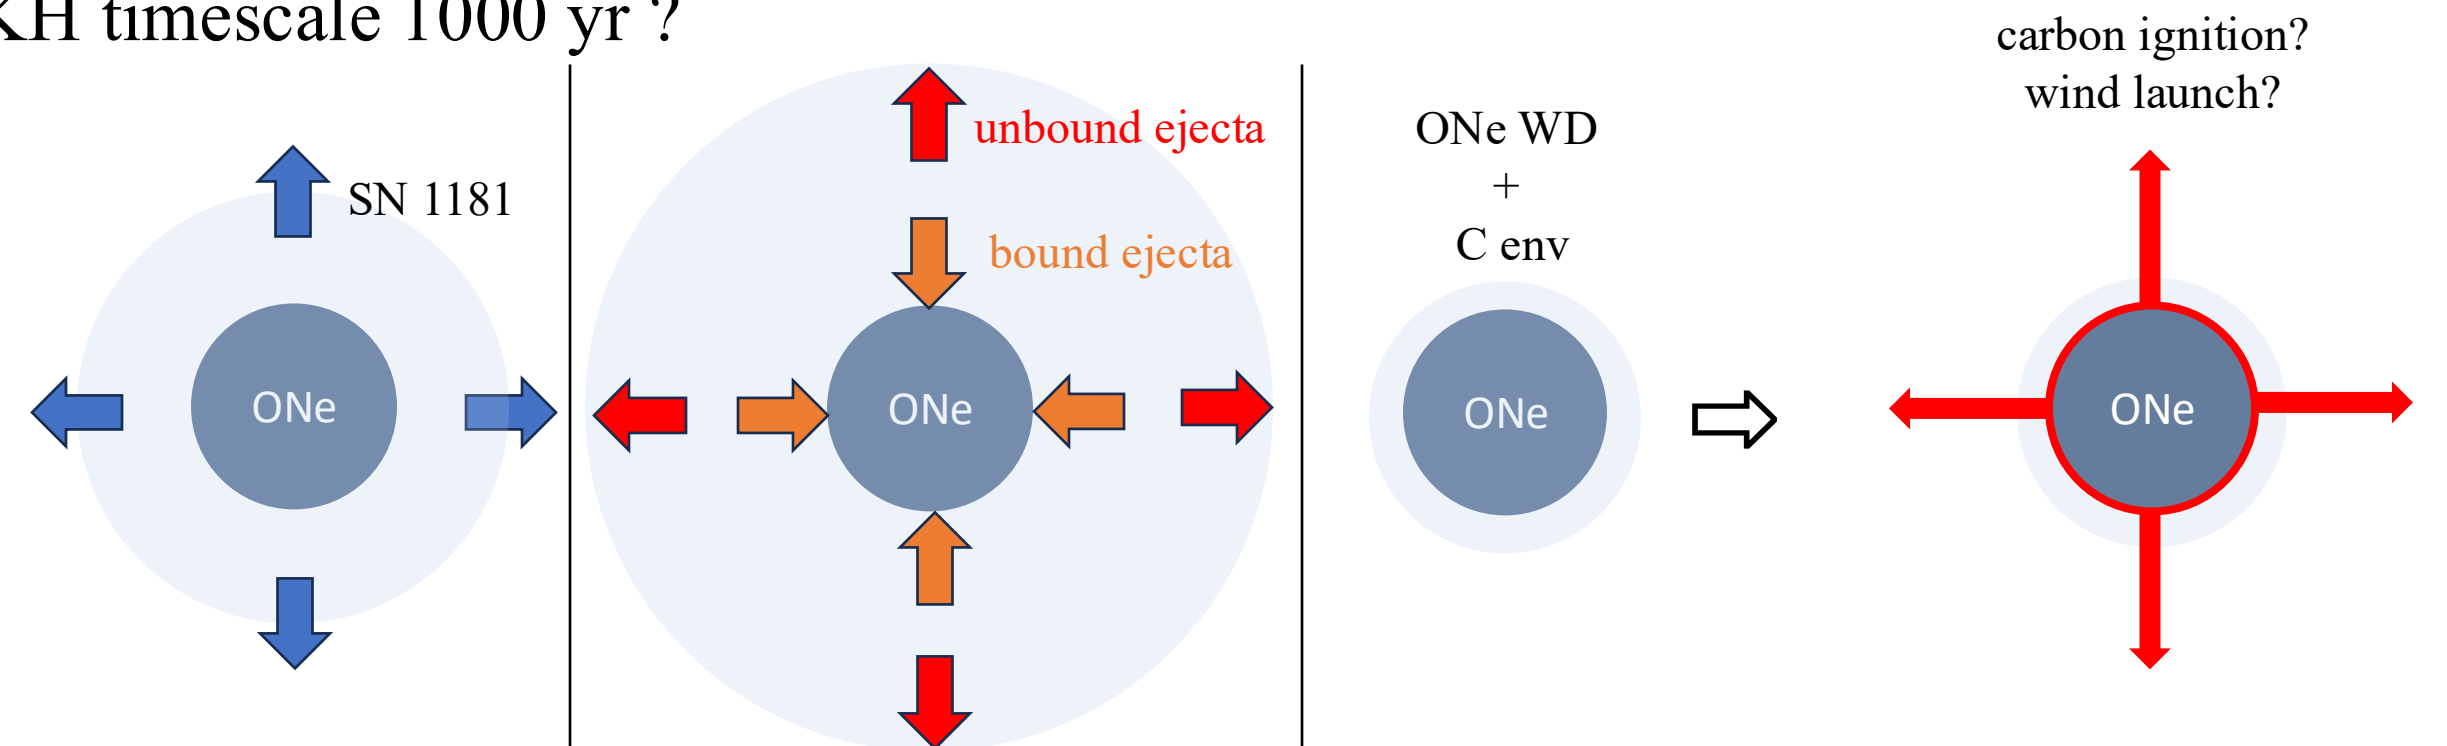 KH timescale 1000 yr ?
SN 1181
ONe
unbound ejecta
bound ejecta
ONe
ONe WD
+
C env
ONe
carbon ignition?
wind launch?
ONe